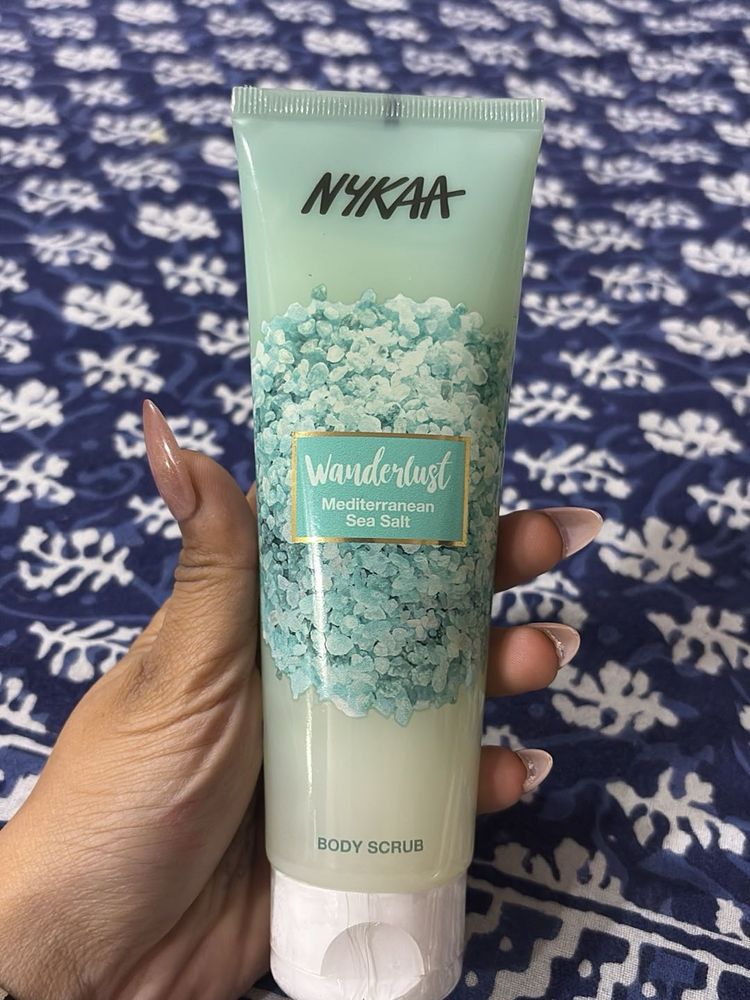 NYKAA
Wanderlust
Mediterranean
Sea Salt
BODY SCRUB